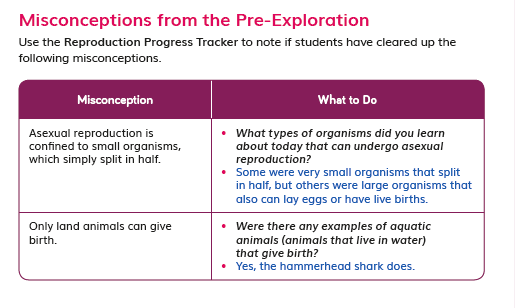 Misconceptions from the Pre-Exploration
Use the Reproduction Progress Tracker to note if students have cleared up the
following misconceptions.
Misconception
What to Do
Asexual reproduction is
confined to small organisms,
which simply split in half.
• What types of organisms did you learn
about today that can undergo asexual
reproduction?
• Some were very small organisms that split
in half, but others were large organisms that
also can lay eggs or have live births.
Only land animals can give
birth.
• Were there any examples of aquatic
animals (animals that live in water)
that give birth?
• Yes, the hammerhead shark does.